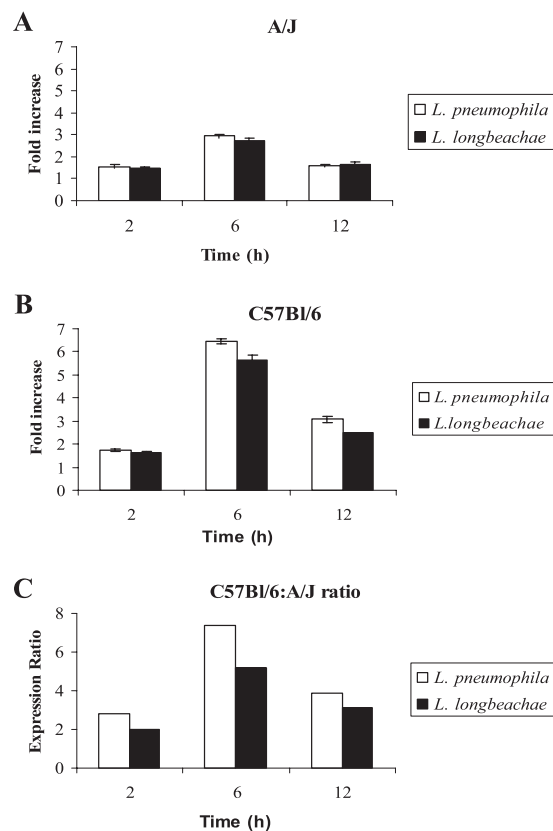 A
A/J
Fold increase
7
6
5
4
3
2
1
0
2 6 12
Time (h)
L. pneumophila
L. longbeachae
B
C57Bl/6
Fold increase
7
6
5
4
3
2
1
0
2 6 12
Time (h)
L. pneumophila
L.longbeachae
C
C57Bl/6:A/J ratio
Expression Ratio
8
6
4
2
0
2 6 12
Time (h)
L. pneumophila
L. longbeachae